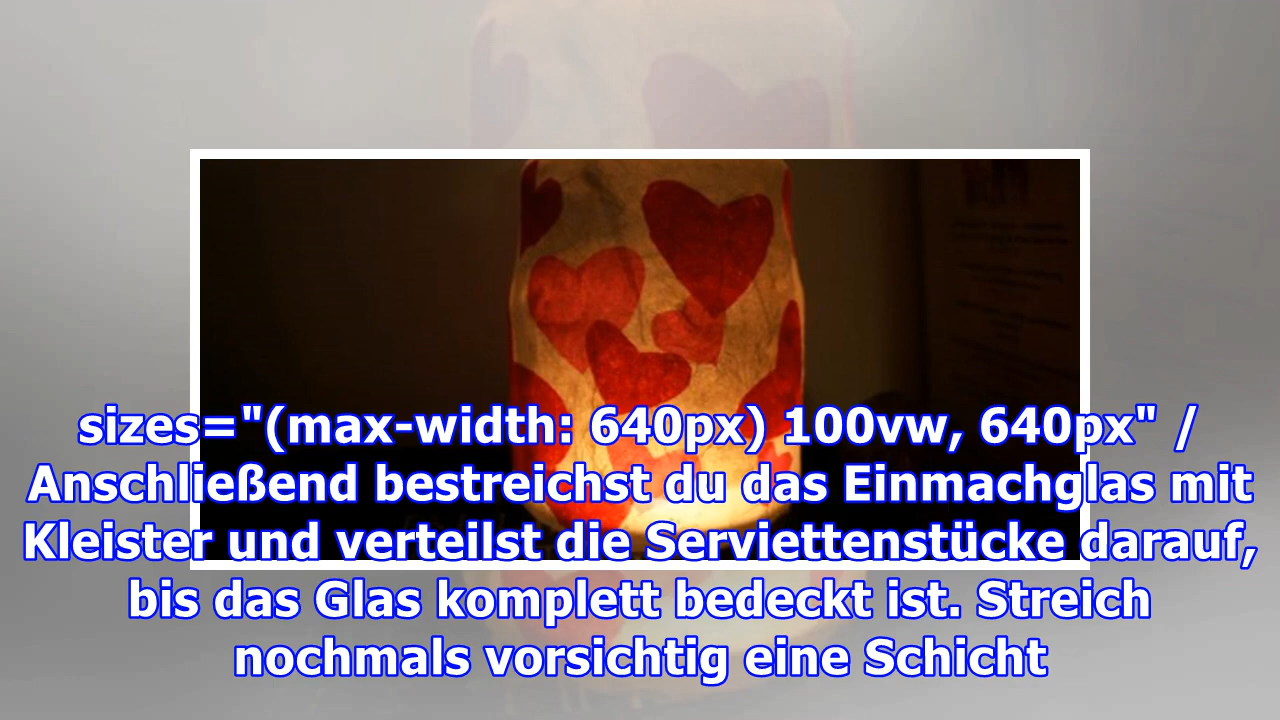 sizes="(max-width: 640px) 100vw, 640px" /
Anschließend bestreichst du das Einmachglas mit
Kleister und verteilst die Serviettenstücke darauf,
bis das Glas komplett bedeckt ist. Streich
nochmals vorsichtig eine Schicht